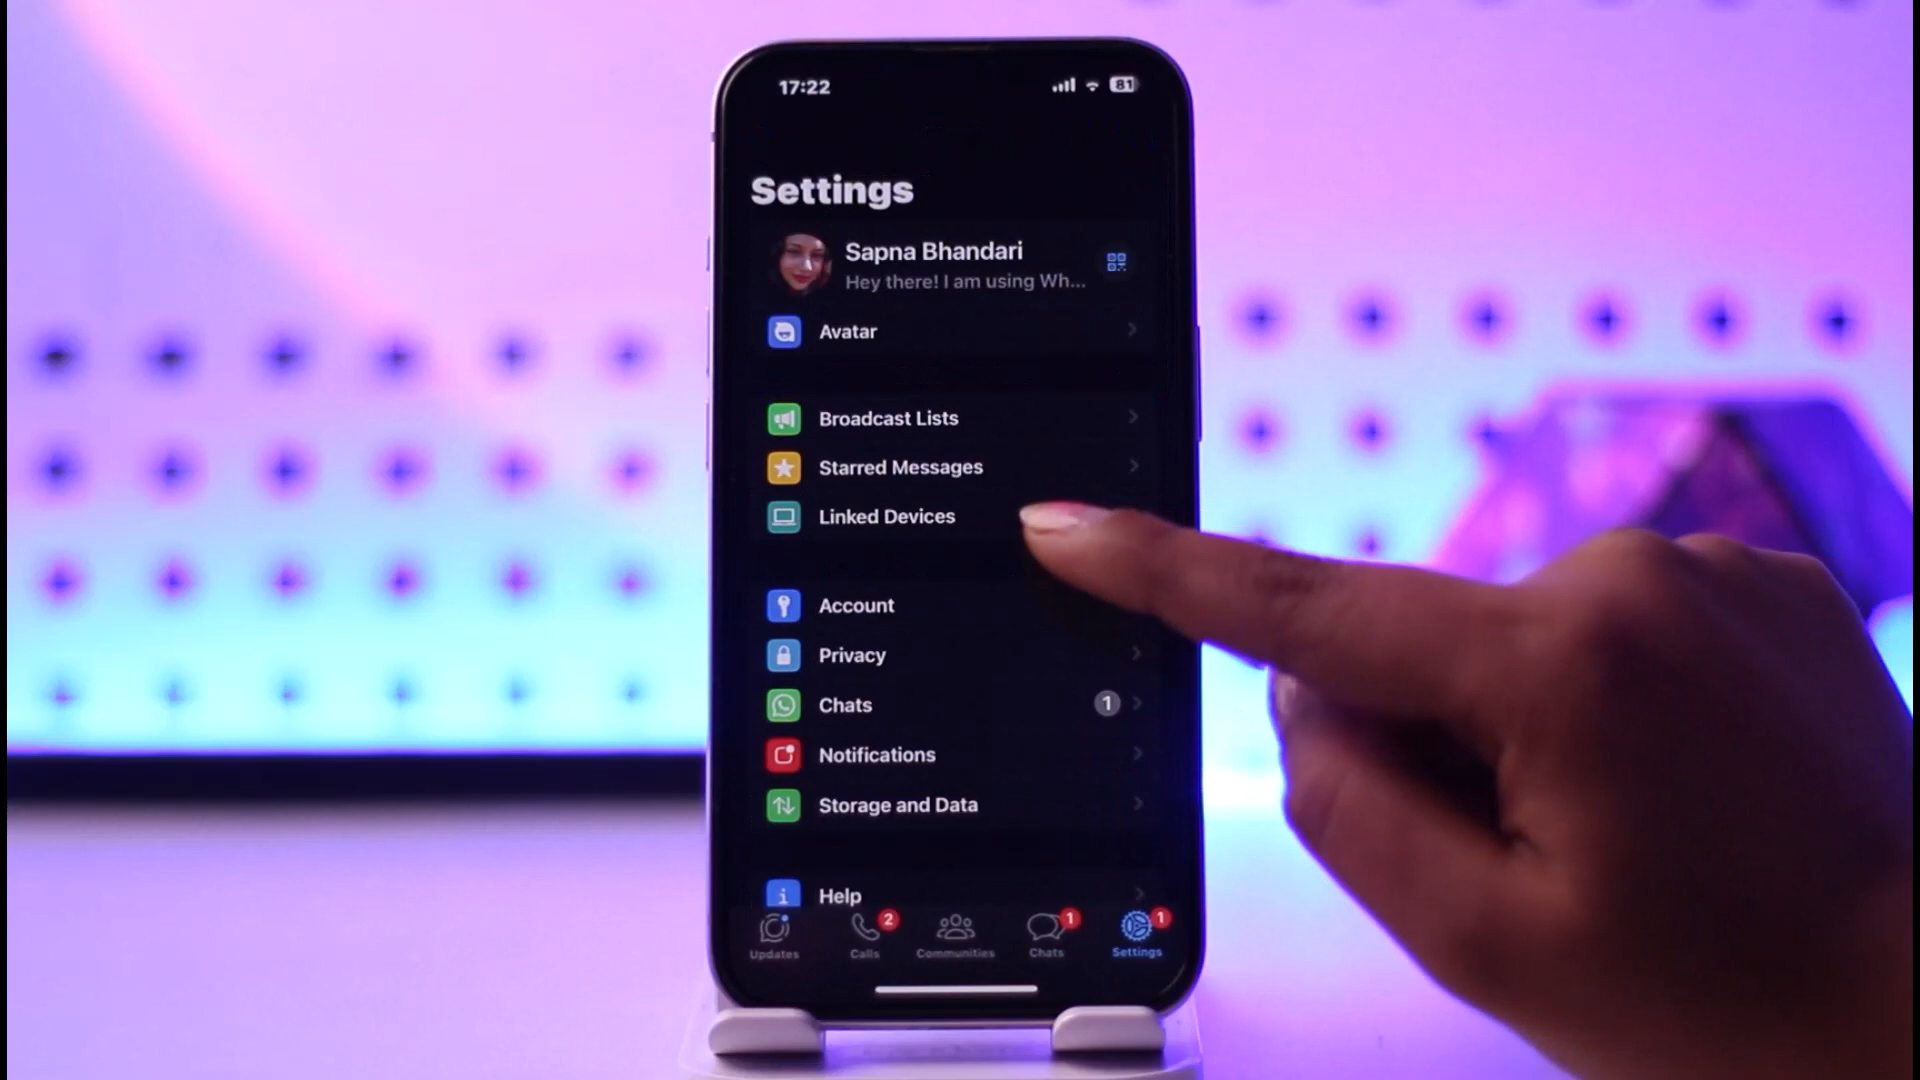 17:22
81
Settings
Sapna Bhandari
Hey there! I am using Wh...
Avatar
Broadcast Lists
Starred Messages
Linked Devices
Account
Privacy
Chats 1
Notifications
Storage and Data
Help
2 1 1
Updates Calls Communities Chats Settings